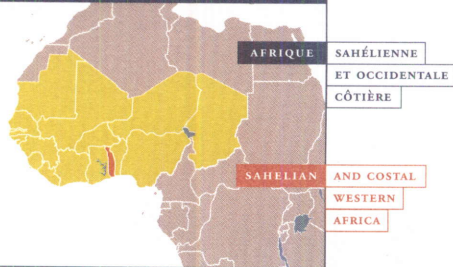 AFRIQUE SAHÉLIENNE
ET OCCIDENTALE
CÔTIÈRE
SAHELIAN AND COSTAL
WESTERN
AFRICA